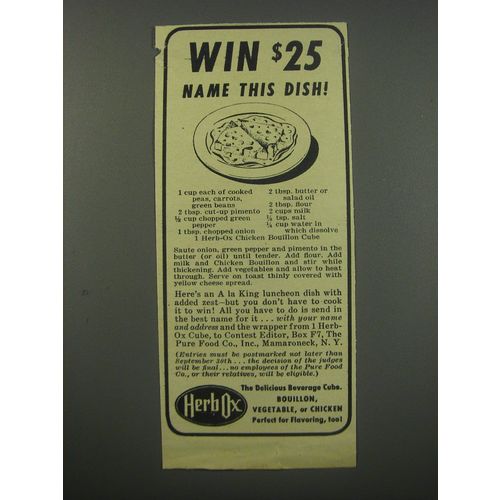 WIN $25
NAME THIS DISH!
1 cup each of cooked
peas, carrots,
green beans
2 tbsp. cut-up pimento
½ cup chopped green
pepper
1 tbsp. chopped onion
2 tbsp. butter or
salad oil
2 tbsp. flour
2 cups milk
¼ tsp. salt
¼ cup water in
which dissolve
1 Herb-Ox Chicken Bouillon Cube
Saute onion, green pepper and pimento in the
butter (or oil) until tender. Add flour. Add
milk and Chicken Bouillon and stir while
thickening. Add vegetables and allow to heat
through. Serve on toast thinly covered with
yellow cheese spread.
Here's an A la King luncheon dish with
added zest—but you don't have to cook
it to win! All you have to do is send in
the best name for it . . . with your name
and address and the wrapper from 1 Herb-
Ox Cube, to Contest Editor, Box F7, The
Pure Food Co., Inc., Mamaroneck, N. Y.
(Entries must be postmarked not later than
September 30th . . . the decision of the judges
will be final . . . no employees of the Pure Food
Co., or their relatives, will be eligible.)
The Delicious Beverage Cube.
BOUILLON,
VEGETABLE, or CHICKEN
Perfect for Flavoring, too!
Herb Ox